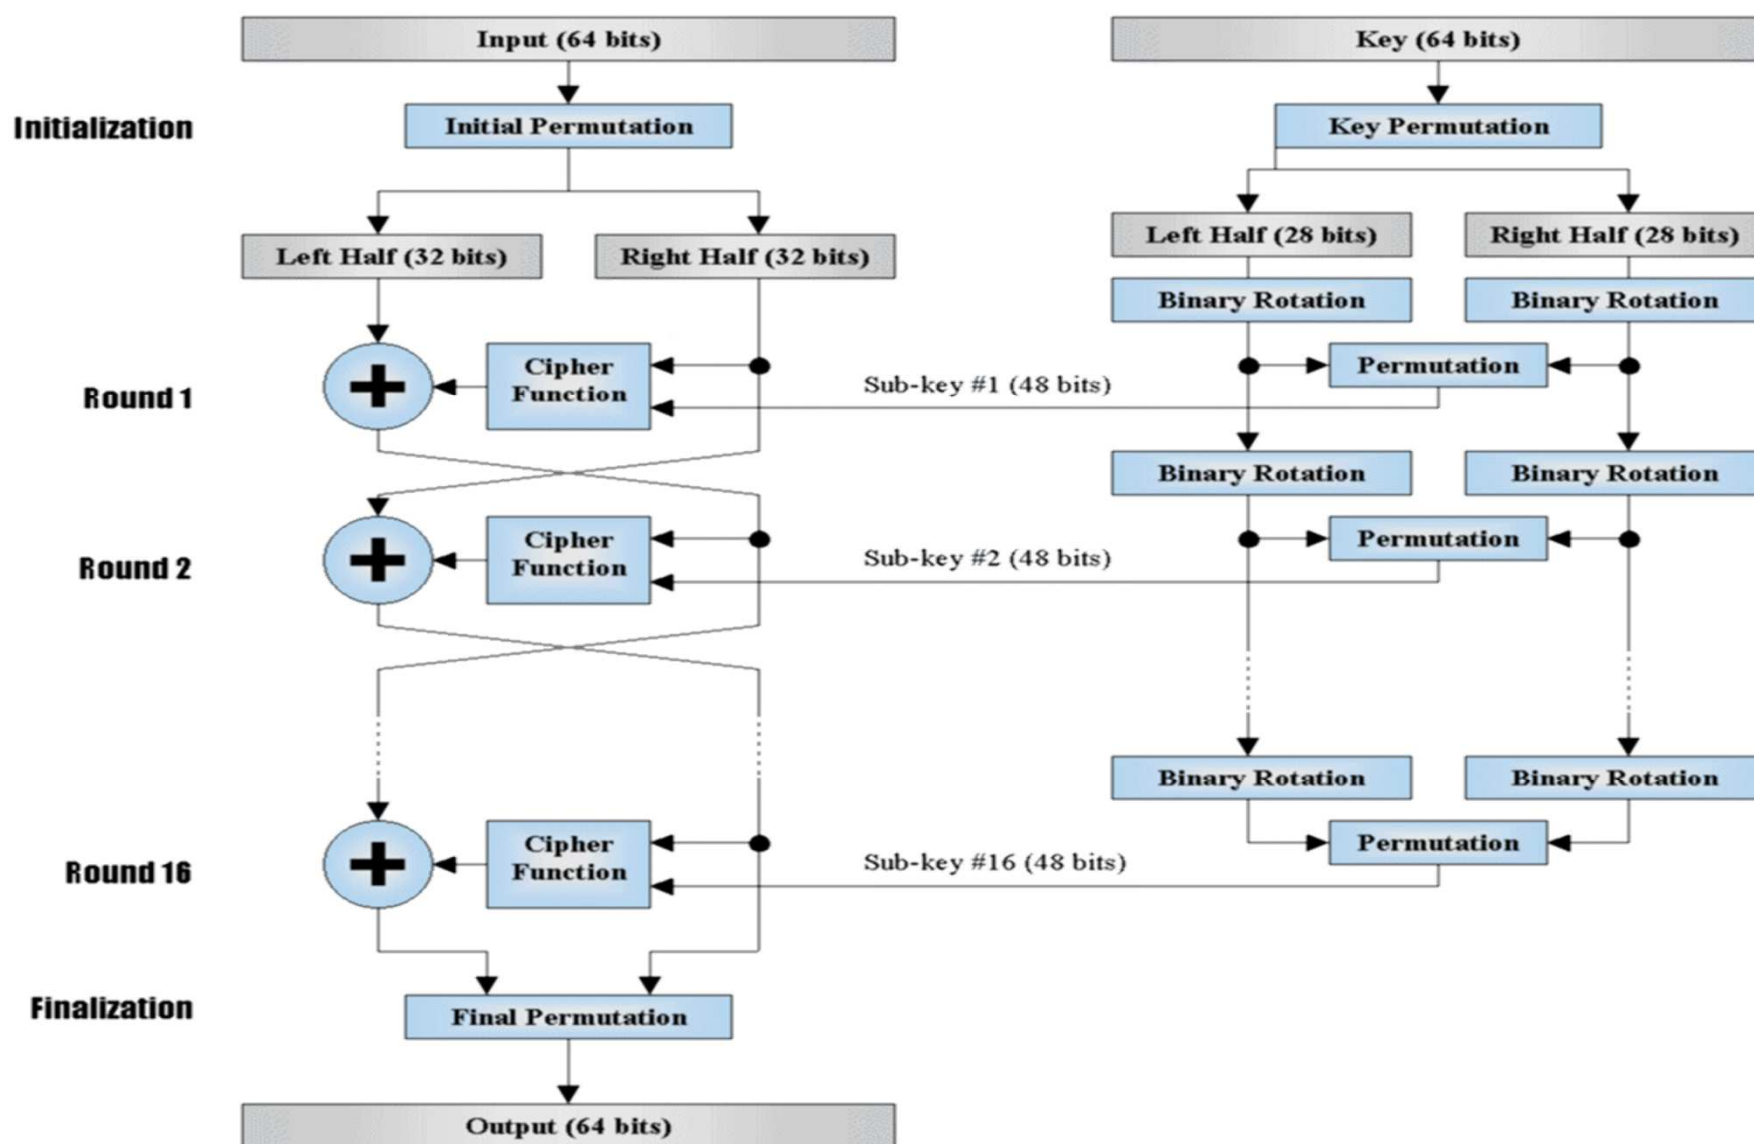 Input (64 bits)
Key (64 bits)
Initialization
Initial Permutation
Key Permutation
Left Half (32 bits)
Right Half (32 bits)
Left Half (28 bits)
Right Half (28 bits)
Binary Rotation
Binary Rotation
Round 1
Cipher
Function
Sub-key #1 (48 bits)
Permutation
Binary Rotation
Binary Rotation
Round 2
Cipher
Function
Sub-key #2 (48 bits)
Permutation
Binary Rotation
Binary Rotation
Round 16
Cipher
Function
Sub-key #16 (48 bits)
Permutation
Finalization
Final Permutation
Output (64 bits)